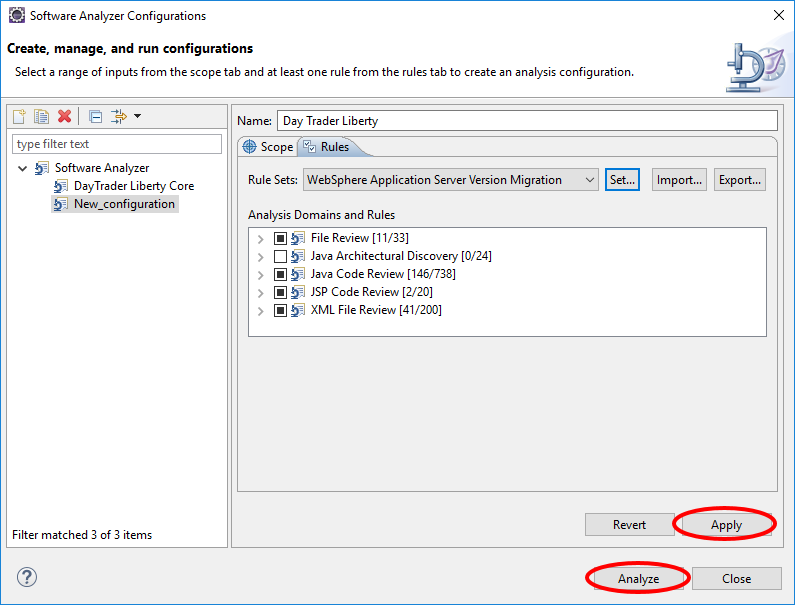 Software Analyzer Configurations
Create, manage, and run configurations
Select a range of inputs from the scope tab and at least one rule from the rules tab to create an analysis configuration.
type filter text
Software Analyzer
DayTrader Liberty Core
New_configuration
Filter matched 3 of 3 items
Name: Day Trader Liberty
Scope Rules
Rule Sets: WebSphere Application Server Version Migration Set... Import... Export...
Analysis Domains and Rules
File Review [11/33]
Java Architectural Discovery [0/24]
Java Code Review [146/738]
JSP Code Review [2/20]
XML File Review [41/200]
Revert Apply
? Analyze Close